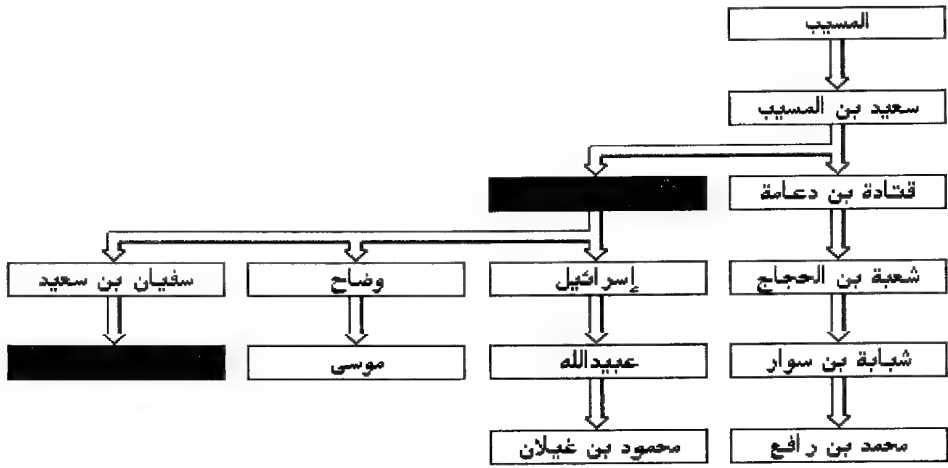 المسيب
سعيد بن المسيب
قتادة بن دعامة
شعبة بن الحجاج
إسرائيل
وضاح
سفيان بن سعيد
شبابة بن سوار
عبيدالله
موسى
محمد بن رافع
محمود بن غيلان